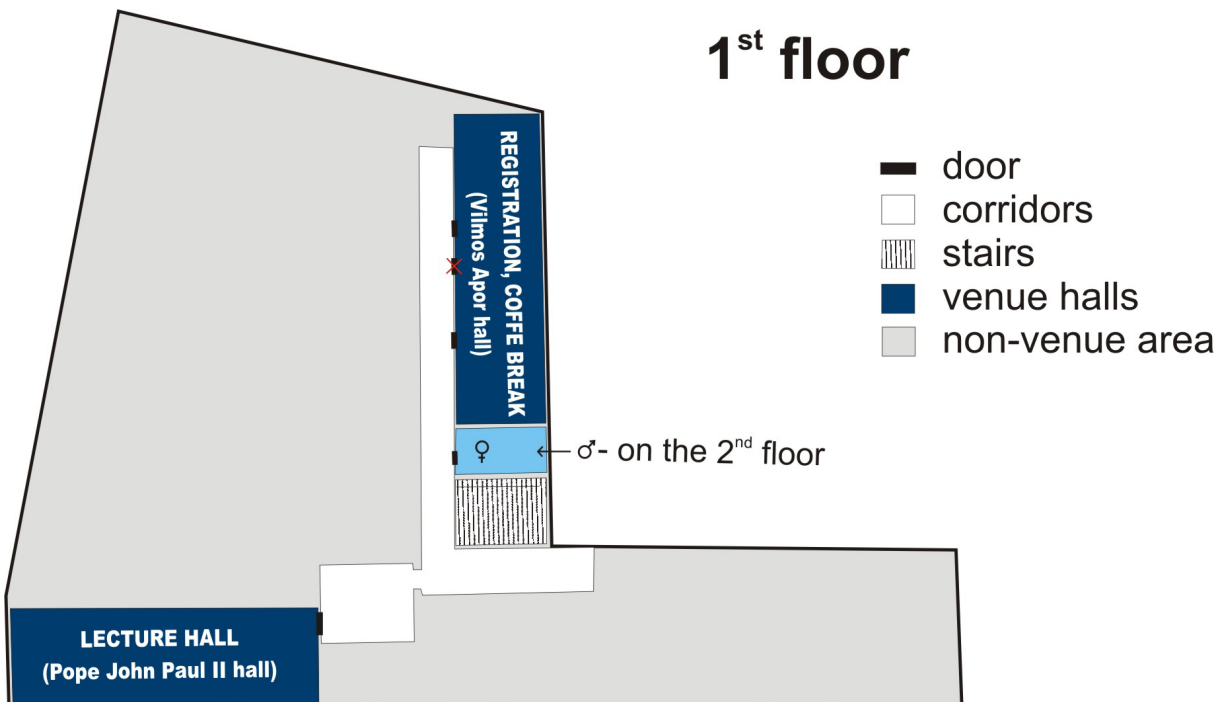 1st floor
door
corridors
stairs
venue halls
non-venue area
REGISTRATION, COFFE BREAK
(Vilmos Apor hall)
♀
♂- on the 2nd floor
LECTURE HALL
(Pope John Paul II hall)